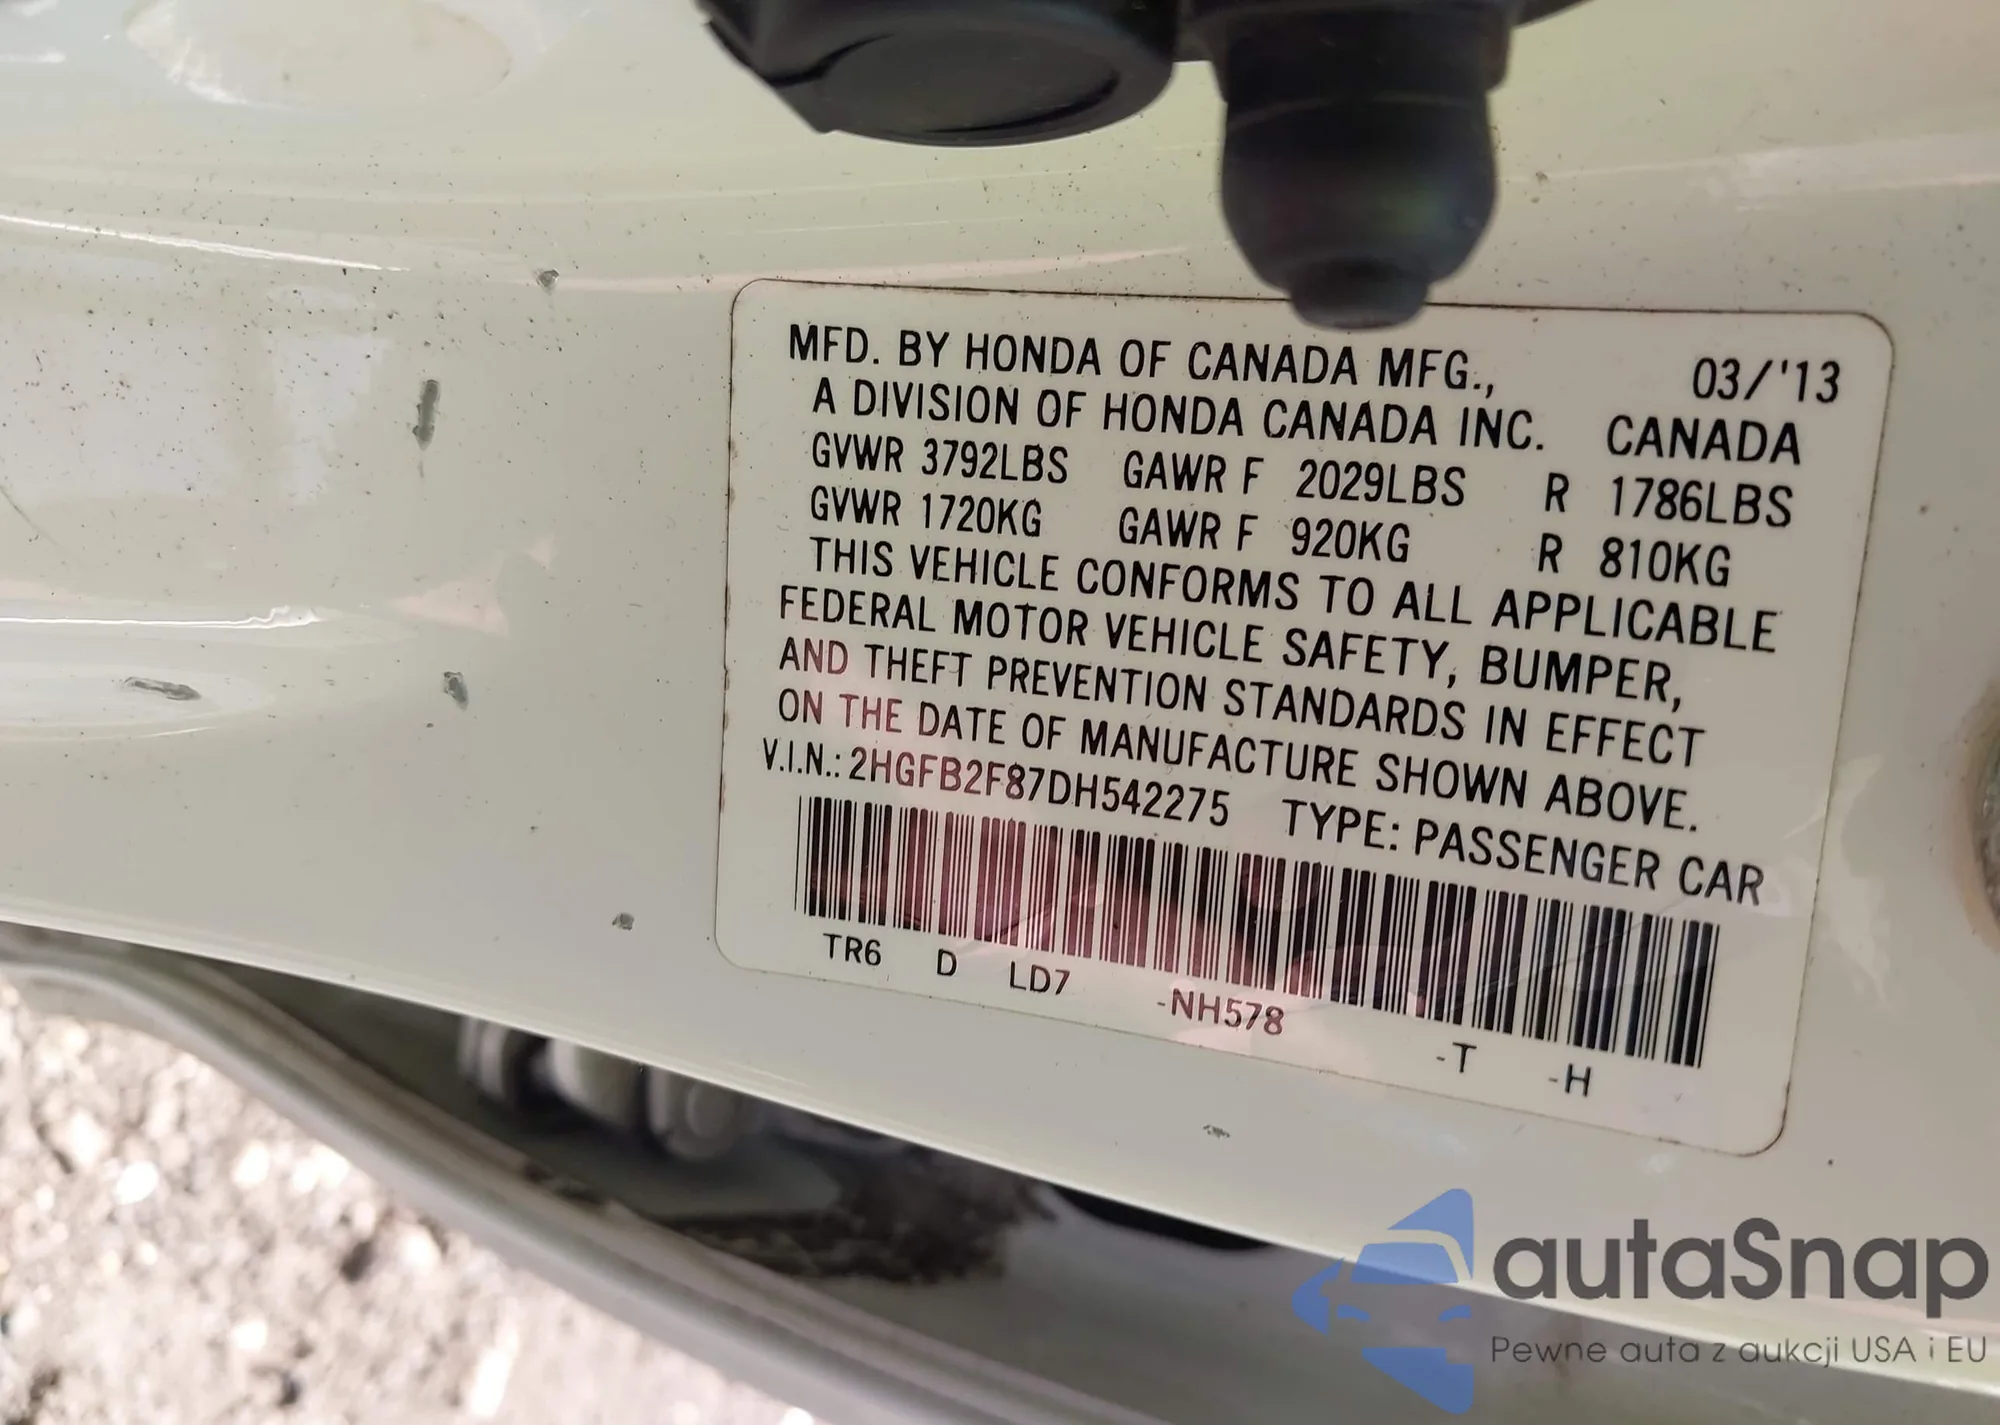 MFD. BY HONDA OF CANADA MFG., 03/'13
A DIVISION OF HONDA CANADA INC. CANADA
GVWR 3792LBS GAWR F 2029LBS R 1786LBS
GVWR 1720KG GAWR F 920KG R 810KG
THIS VEHICLE CONFORMS TO ALL APPLICABLE
FEDERAL MOTOR VEHICLE SAFETY, BUMPER,
AND THEFT PREVENTION STANDARDS IN EFFECT
ON THE DATE OF MANUFACTURE SHOWN ABOVE.
V.I.N.: 2HGFB2F87DH542275 TYPE: PASSENGER CAR
TR6 D LD7 -NH578 -T -H
autaSnap
Pewne auta z aukcji USA i EU